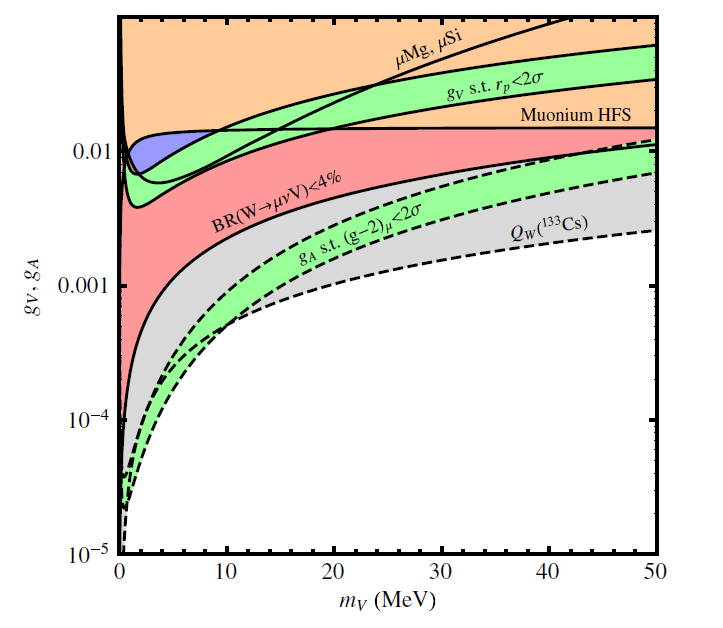 μMg, μSi
g_V s.t. r_p<2σ
Muonium HFS
0.01
BR(W→μνV)<4%
g_A s.t. (g−2)_μ<2σ
Q_W(¹³³Cs)
0.001
g_V, g_A
10⁻⁴
10⁻⁵
0 10 20 30 40 50
m_V (MeV)